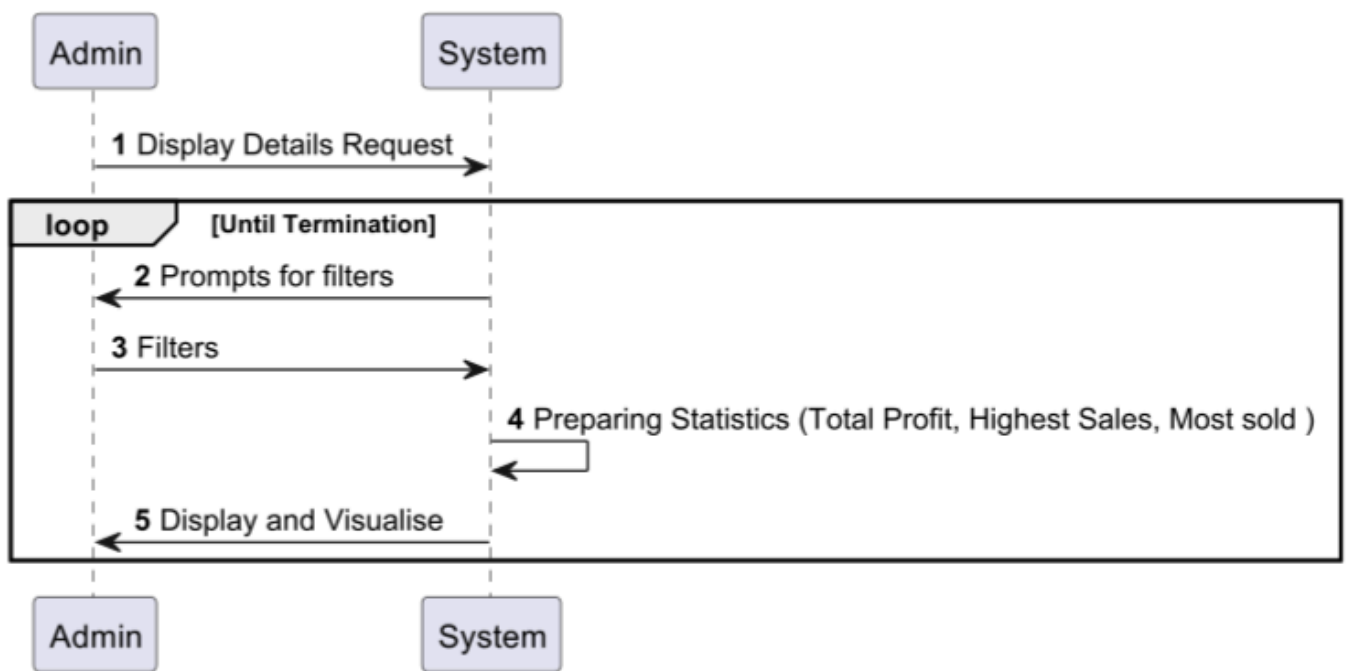 Admin System
1 Display Details Request
loop [Until Termination]
2 Prompts for filters
3 Filters
4 Preparing Statistics (Total Profit, Highest Sales, Most sold )
5 Display and Visualise
Admin System